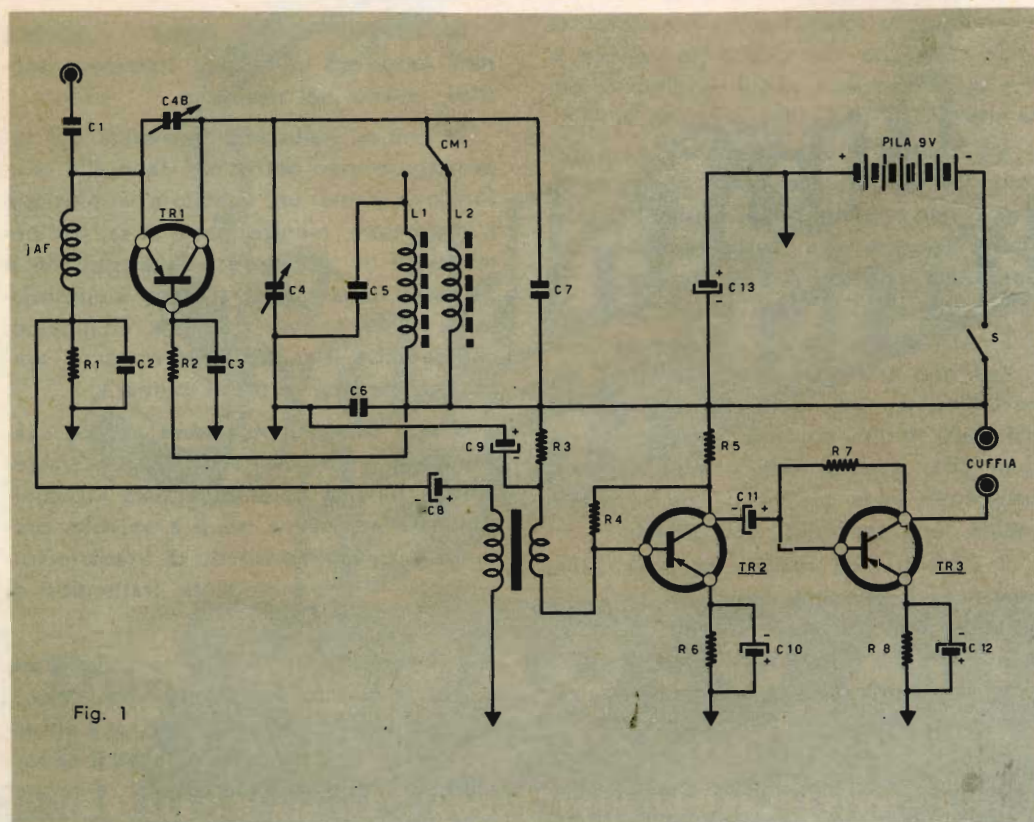 C4B
C1
CM1
PILA 9V
+ -
TR1
L1 L2
JAF
C4
C5
C7
+
C13
-
S
R1
C2
R2
C3
C6
C9
+
-
R3
R5
R7
CUFFIA
- +
C8
R4
C11
- +
TR2
TR3
R6
-
C10
+
R8
-
C12
+
Fig. 1